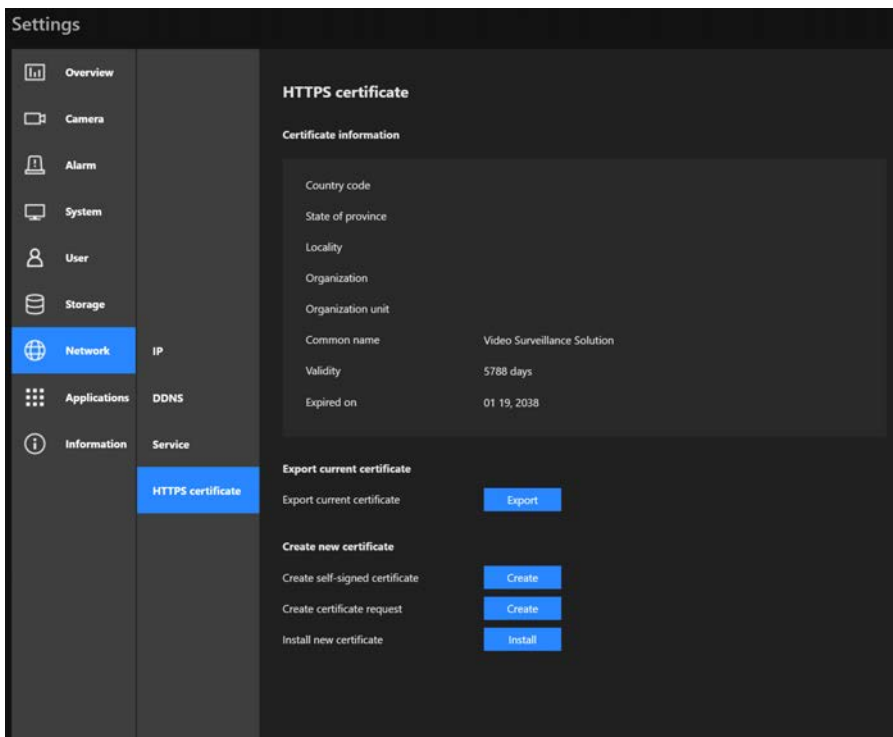 Settings
Overview
Camera
Alarm
System
User
Storage
Network
Applications
Information
IP
DDNS
Service
HTTPS certificate
HTTPS certificate
Certificate information
Country code
State of province
Locality
Organization
Organization unit
Common name Video Surveillance Solution
Validity 5788 days
Expired on 01 19, 2038
Export current certificate
Export current certificate Export
Create new certificate
Create self-signed certificate Create
Create certificate request Create
Install new certificate Install